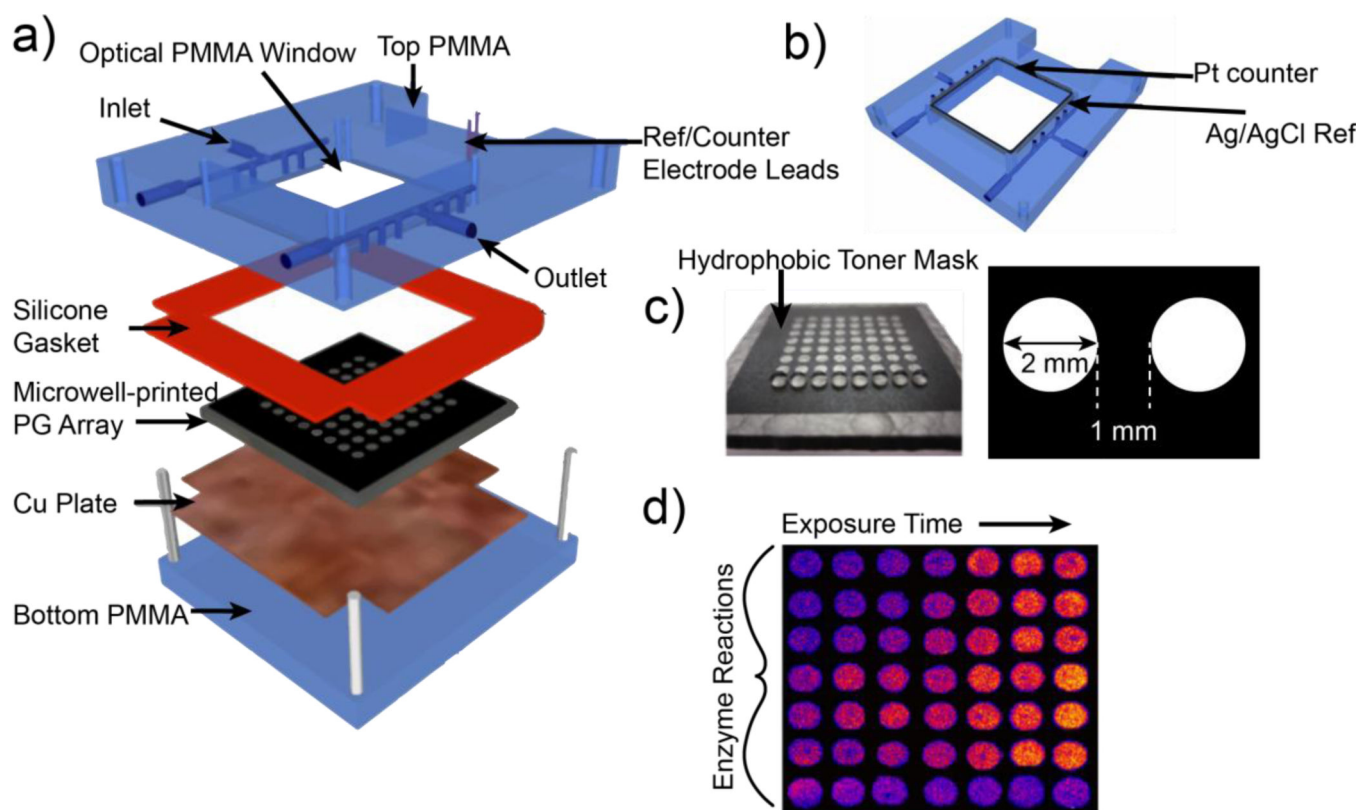 a)
Optical PMMA Window
Top PMMA
Inlet
Ref/Counter
Electrode Leads
Outlet
Silicone
Gasket
Microwell-printed
PG Array
Cu Plate
Bottom PMMA
b)
Pt counter
Ag/AgCl Ref
Hydrophobic Toner Mask
c)
2 mm
1 mm
d)
Exposure Time
Enzyme Reactions